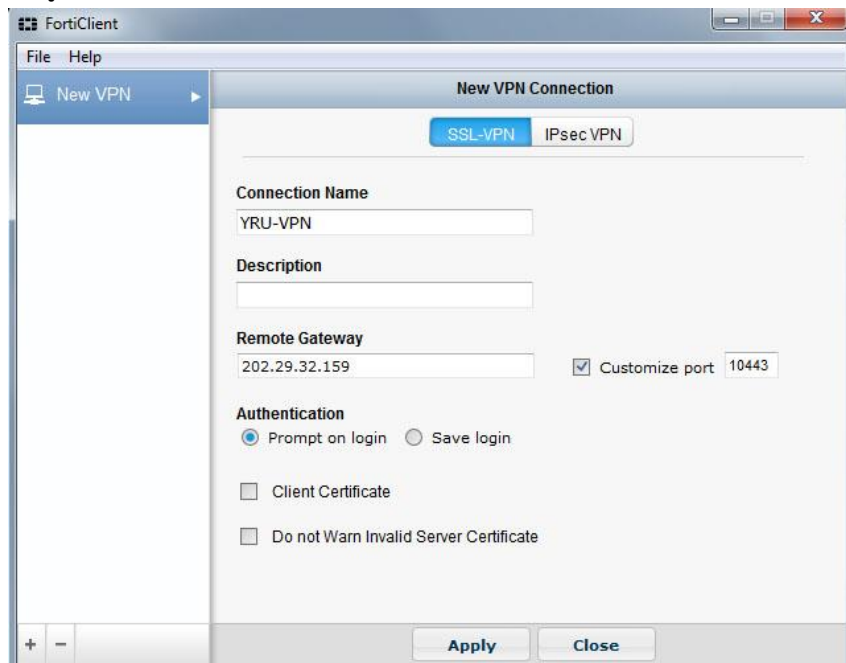 FortiClient
File Help
New VPN
New VPN Connection
SSL-VPN IPsec VPN
Connection Name
YRU-VPN
Description
Remote Gateway
202.29.32.159 Customize port 10443
Authentication
Prompt on login Save login
Client Certificate
Do not Warn Invalid Server Certificate
+ - Apply Close